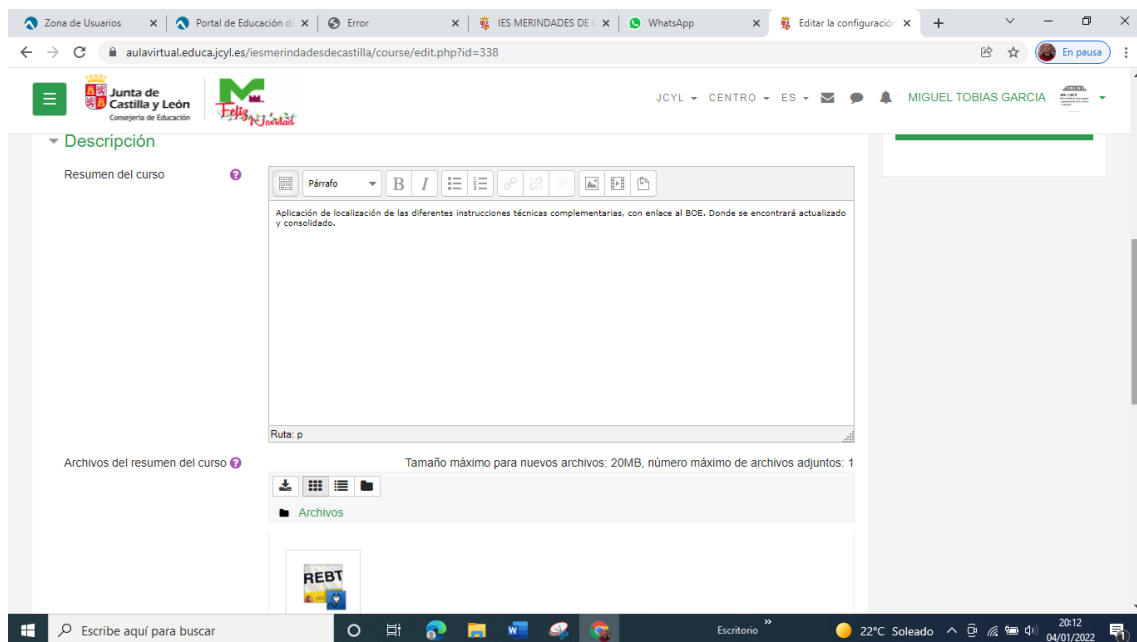 Zona de Usuarios
Portal de Educación d
Error
IES MERINDADES DE
WhatsApp
Editar la configuración
aulavirtual.educa.jcyl.es/iesmerindadesdecastilla/course/edit.php?id=338
En pausa
Junta de
Castilla y León
Consejería de Educación
Feliz Navidad
JCYL CENTRO ES MIGUEL TOBIAS GARCIA
Descripción
Resumen del curso
Párrafo
B I
Aplicación de localización de las diferentes instrucciones técnicas complementarias, con enlace al BOE. Donde se encontrará actualizado
y consolidado.
Ruta: p
Archivos del resumen del curso
Tamaño máximo para nuevos archivos: 20MB, número máximo de archivos adjuntos: 1
Archivos
REBT
Escribe aquí para buscar
Escritorio
22°C Soleado
20:12
04/01/2022